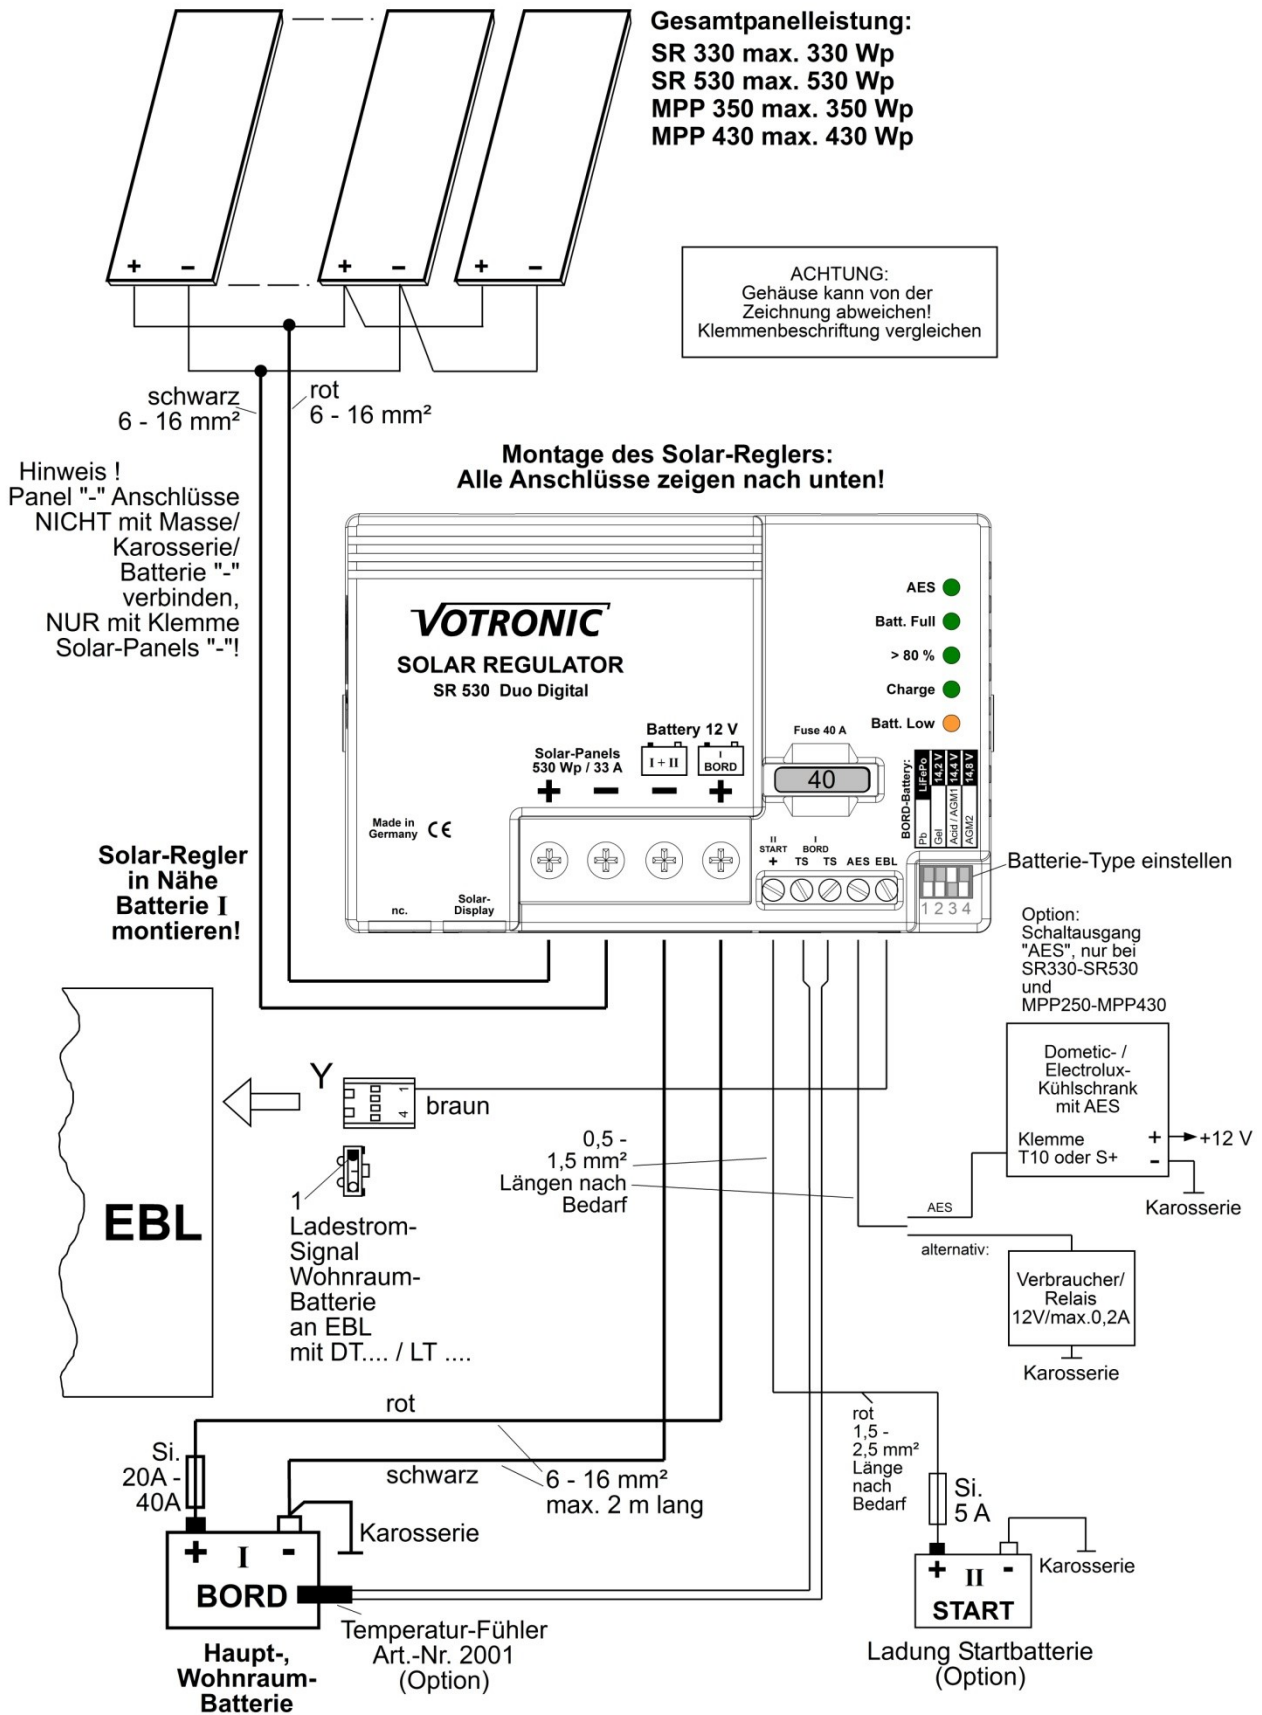 Gesamtpanelleistung:
SR 330 max. 330 Wp
SR 530 max. 530 Wp
MPP 350 max. 350 Wp
MPP 430 max. 430 Wp
+ −
+ −
+ −
ACHTUNG:
Gehäuse kann von der
Zeichnung abweichen!
Klemmenbeschriftung vergleichen
schwarz
6 - 16 mm²
rot
6 - 16 mm²
Hinweis !
Panel "-" Anschlüsse
NICHT mit Masse/
Karosserie/
Batterie "-"
verbinden,
NUR mit Klemme
Solar-Panels "-"!
Montage des Solar-Reglers:
Alle Anschlüsse zeigen nach unten!
VOTRONIC
SOLAR REGULATOR
SR 530 Duo Digital
AES
Batt. Full
> 80 %
Charge
Batt. Low
Battery 12 V
Solar-Panels
530 Wp / 33 A
I + II
I
BORD
+ − − +
Fuse 40 A
40
BORD-Battery:
Pb LiFePo
Gel 14,2 V
Acid / AGM1 14,4 V
AGM2 14,8 V
Made in
Germany CE
II
START
+
I
BORD
TS TS AES EBL
1 2 3 4
nc.
Solar-
Display
Batterie-Type einstellen
Solar-Regler
in Nähe
Batterie I
montieren!
Option:
Schaltausgang
"AES", nur bei
SR330-SR530
und
MPP250-MPP430
Dometic- /
Electrolux-
Kühlschrank
mit AES
Klemme
T10 oder S+
+
-
+12 V
Karosserie
EBL
Y
1
4
braun
1
Ladestrom-
Signal
Wohnraum-
Batterie
an EBL
mit DT.... / LT ....
0,5 -
1,5 mm²
Längen nach
Bedarf
AES
alternativ:
Verbraucher/
Relais
12V/max.0,2A
Karosserie
rot
schwarz
6 - 16 mm²
max. 2 m lang
Si.
20A -
40A
Karosserie
+ I -
BORD
Haupt-,
Wohnraum-
Batterie
Temperatur-Fühler
Art.-Nr. 2001
(Option)
rot
1,5 -
2,5 mm²
Länge
nach
Bedarf
Si.
5 A
Karosserie
+ II -
START
Ladung Startbatterie
(Option)